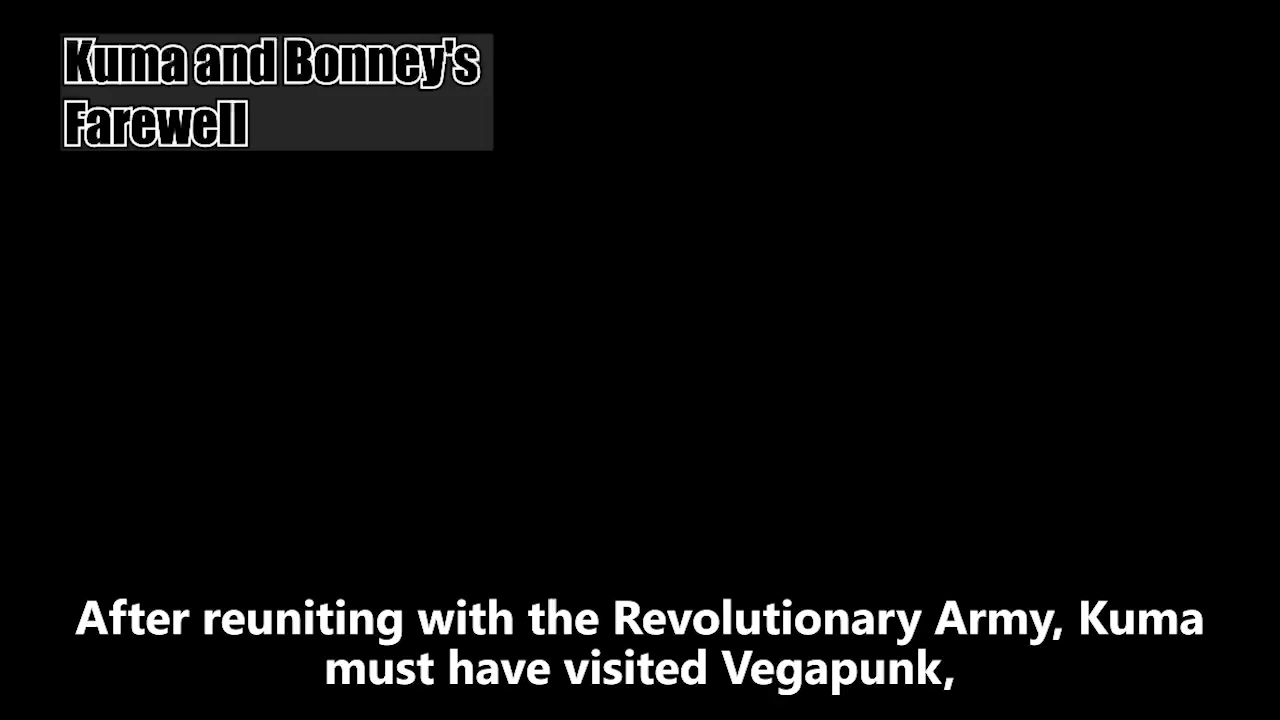 Kuma and Bonney's
Farewell
After reuniting with the Revolutionary Army, Kuma
must have visited Vegapunk,